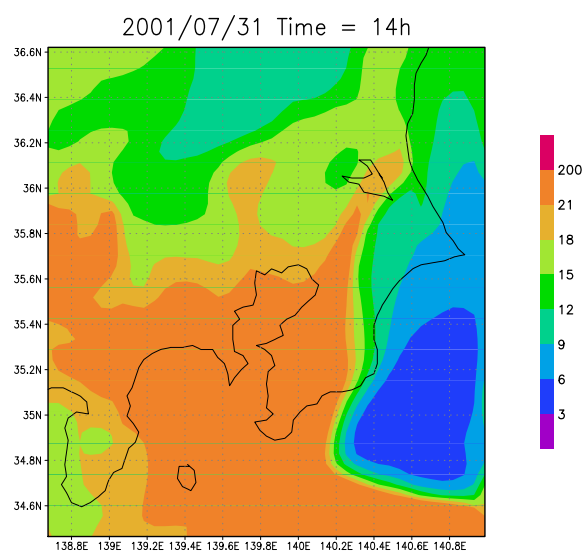 2001/07/31 Time = 14h
36.6N
36.4N
36.2N
36N
35.8N
35.6N
35.4N
35.2N
35N
34.8N
34.6N
138.8E 139E 139.2E 139.4E 139.6E 139.8E 140E 140.2E 140.4E 140.6E 140.8E
200
21
18
15
12
9
6
3